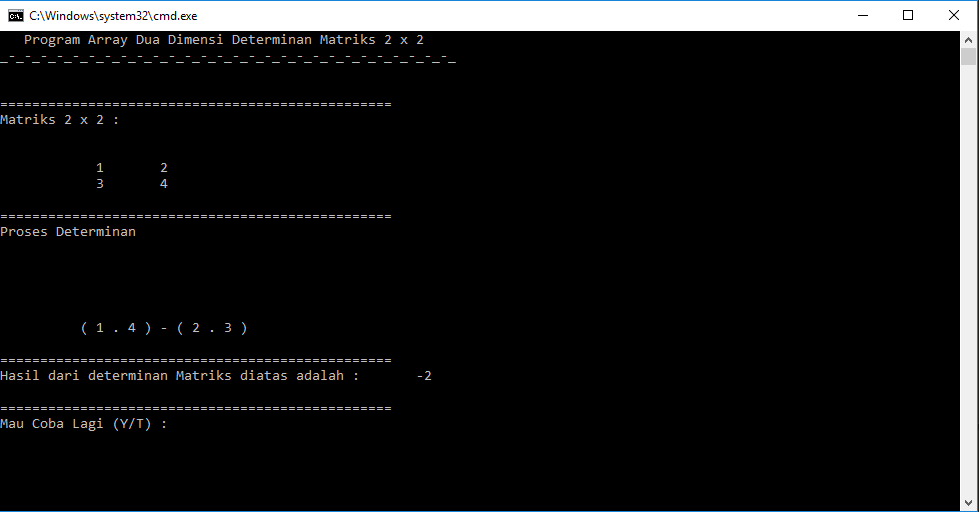 C:\Windows\system32\cmd.exe
Program Array Dua Dimensi Determinan Matriks 2 x 2
_-_-_-_-_-_-_-_-_-_-_-_-_-_-_-_-_-_-_-_-_-_-_-_-_-_-_-_-_
=================================================
Matriks 2 x 2 :
1 2
3 4
=================================================
Proses Determinan
( 1 . 4 ) - ( 2 . 3 )
=================================================
Hasil dari determinan Matriks diatas adalah : -2
=================================================
Mau Coba Lagi (Y/T) :